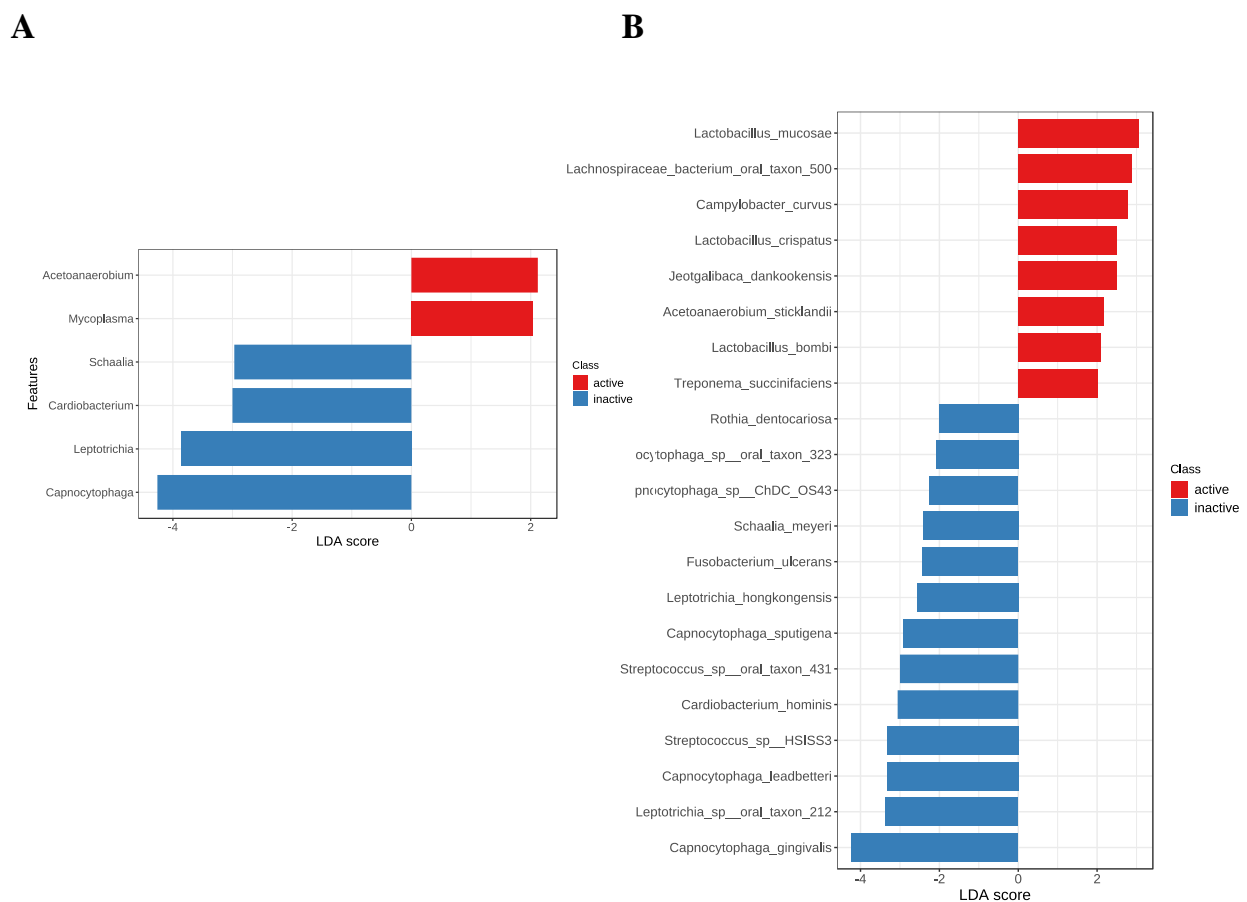 A
B
Features
Acetoanaerobium
Mycoplasma
Schaalia
Cardiobacterium
Leptotrichia
Capnocytophaga
-4 -2 0 2
LDA score
Class
active
inactive
Lactobacillus_mucosae
Lachnospiraceae_bacterium_oral_taxon_500
Campylobacter_curvus
Lactobacillus_crispatus
Jeotgalibaca_dankookensis
Acetoanaerobium_sticklandii
Lactobacillus_bombi
Treponema_succinifaciens
Rothia_dentocariosa
ocytophaga_sp__oral_taxon_323
pnocytophaga_sp__ChDC_OS43
Schaalia_meyeri
Fusobacterium_ulcerans
Leptotrichia_hongkongensis
Capnocytophaga_sputigena
Streptococcus_sp__oral_taxon_431
Cardiobacterium_hominis
Streptococcus_sp__HSISS3
Capnocytophaga_leadbetteri
Leptotrichia_sp__oral_taxon_212
Capnocytophaga_gingivalis
-4 -2 0 2
LDA score
Class
active
inactive